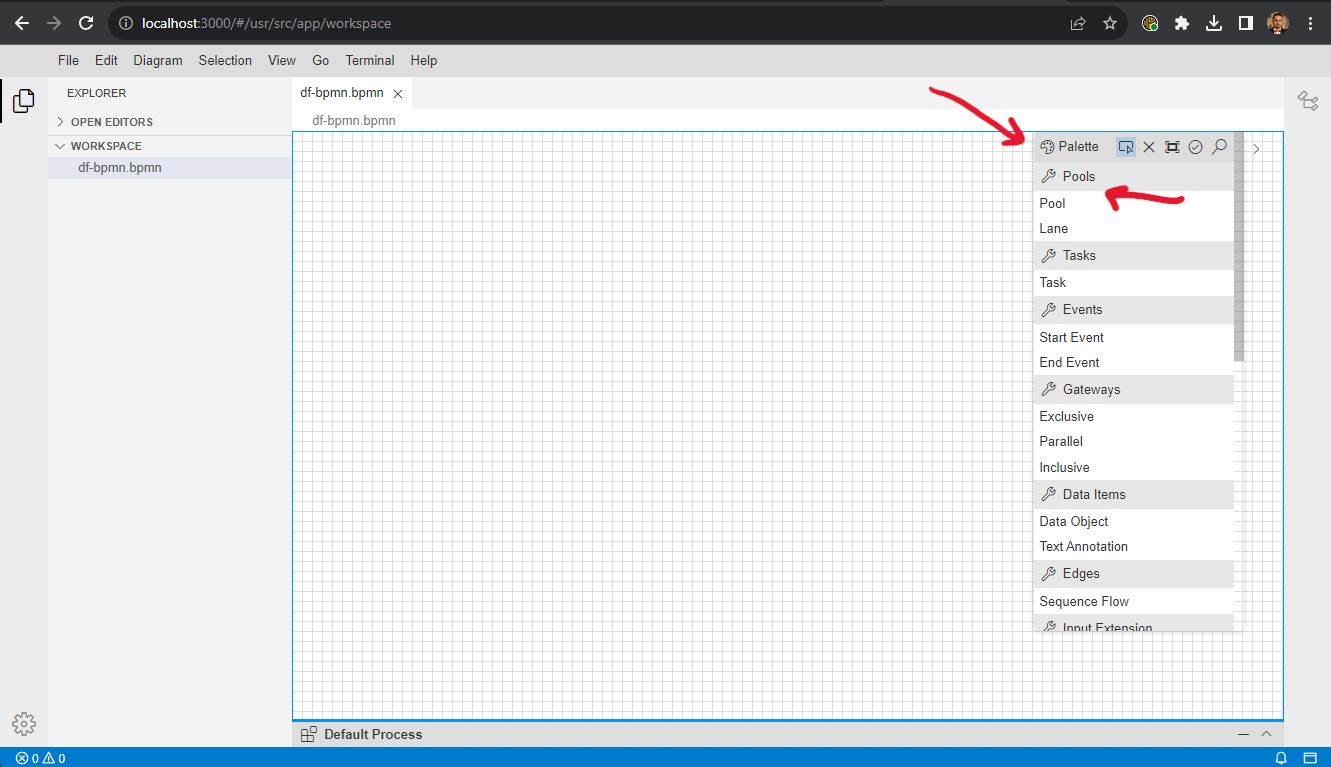 localhost:3000/#/usr/src/app/workspace
File Edit Diagram Selection View Go Terminal Help
EXPLORER
OPEN EDITORS
WORKSPACE
df-bpmn.bpmn
df-bpmn.bpmn
df-bpmn.bpmn
Palette
Pools
Pool
Lane
Tasks
Task
Events
Start Event
End Event
Gateways
Exclusive
Parallel
Inclusive
Data Items
Data Object
Text Annotation
Edges
Sequence Flow
Input Extension
Default Process
0 0